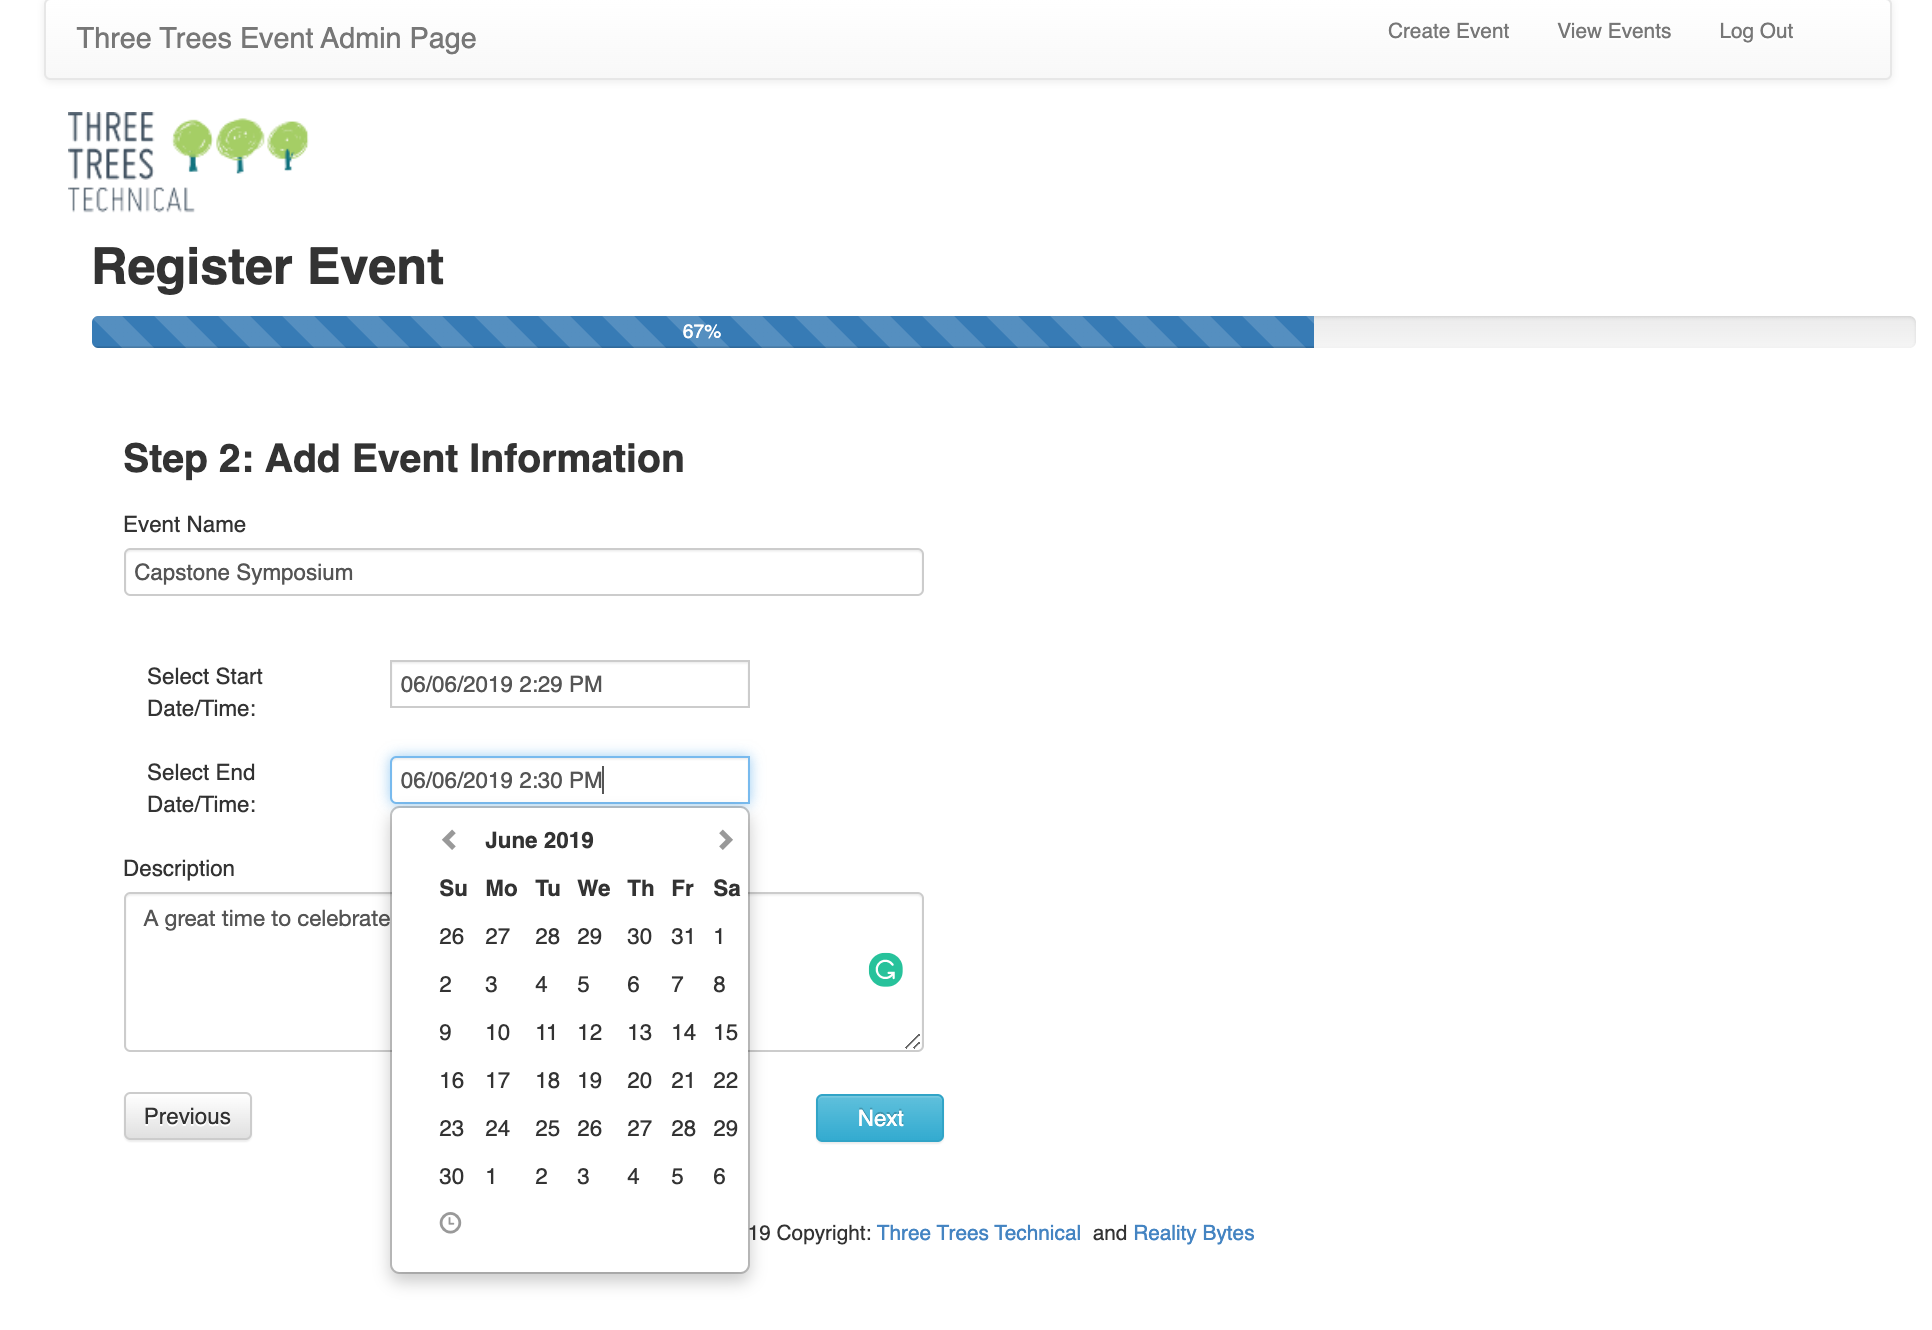 Three Trees Event Admin Page
Create Event View Events Log Out
THREE
TREES
TECHNICAL
Register Event
67%
Step 2: Add Event Information
Event Name
Capstone Symposium
Select Start
Date/Time:
06/06/2019 2:29 PM
Select End
Date/Time:
06/06/2019 2:30 PM
June 2019
Su Mo Tu We Th Fr Sa
26 27 28 29 30 31 1
2 3 4 5 6 7 8
9 10 11 12 13 14 15
16 17 18 19 20 21 22
23 24 25 26 27 28 29
30 1 2 3 4 5 6
Description
A great time to celebrate
Previous
Next
19 Copyright: Three Trees Technical and Reality Bytes